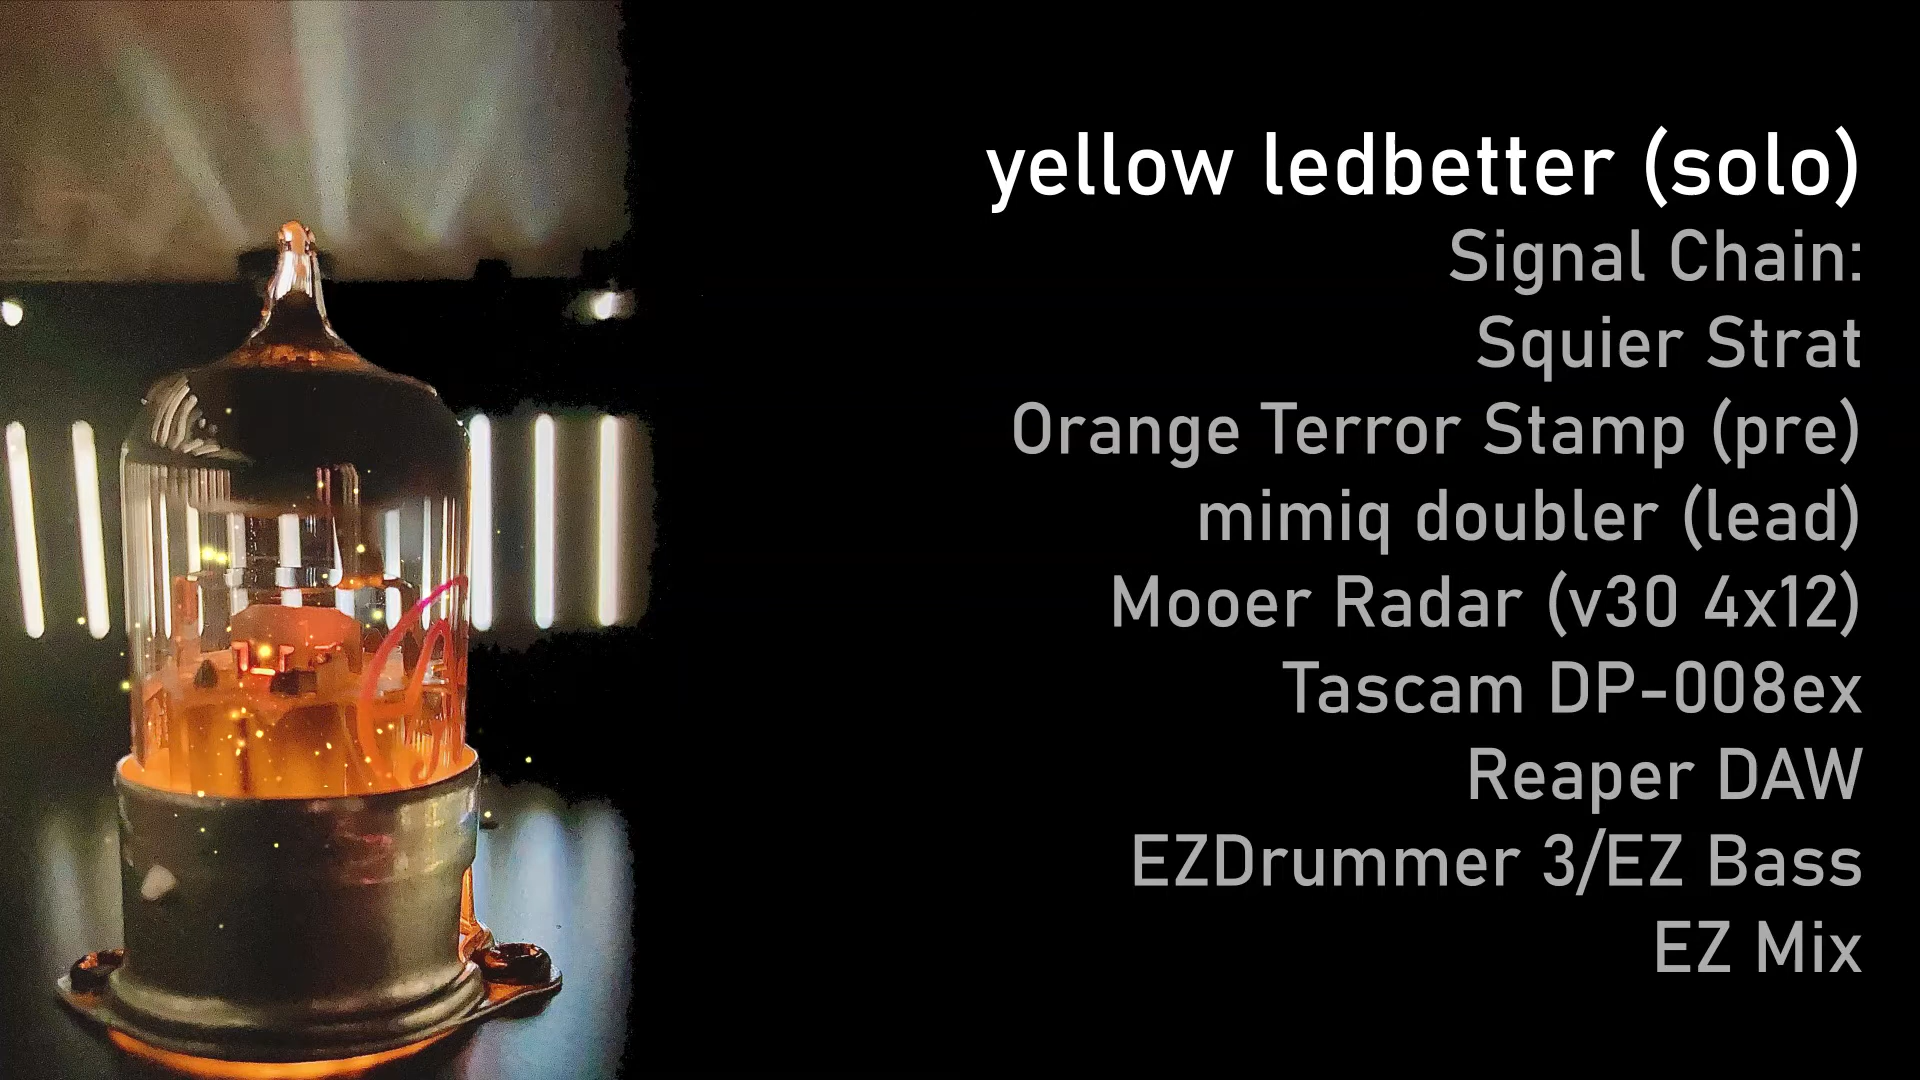 yellow ledbetter (solo)
Signal Chain:
Squier Strat
Orange Terror Stamp (pre)
mimiq doubler (lead)
Mooer Radar (v30 4x12)
Tascam DP-008ex
Reaper DAW
EZDrummer 3/EZ Bass
EZ Mix